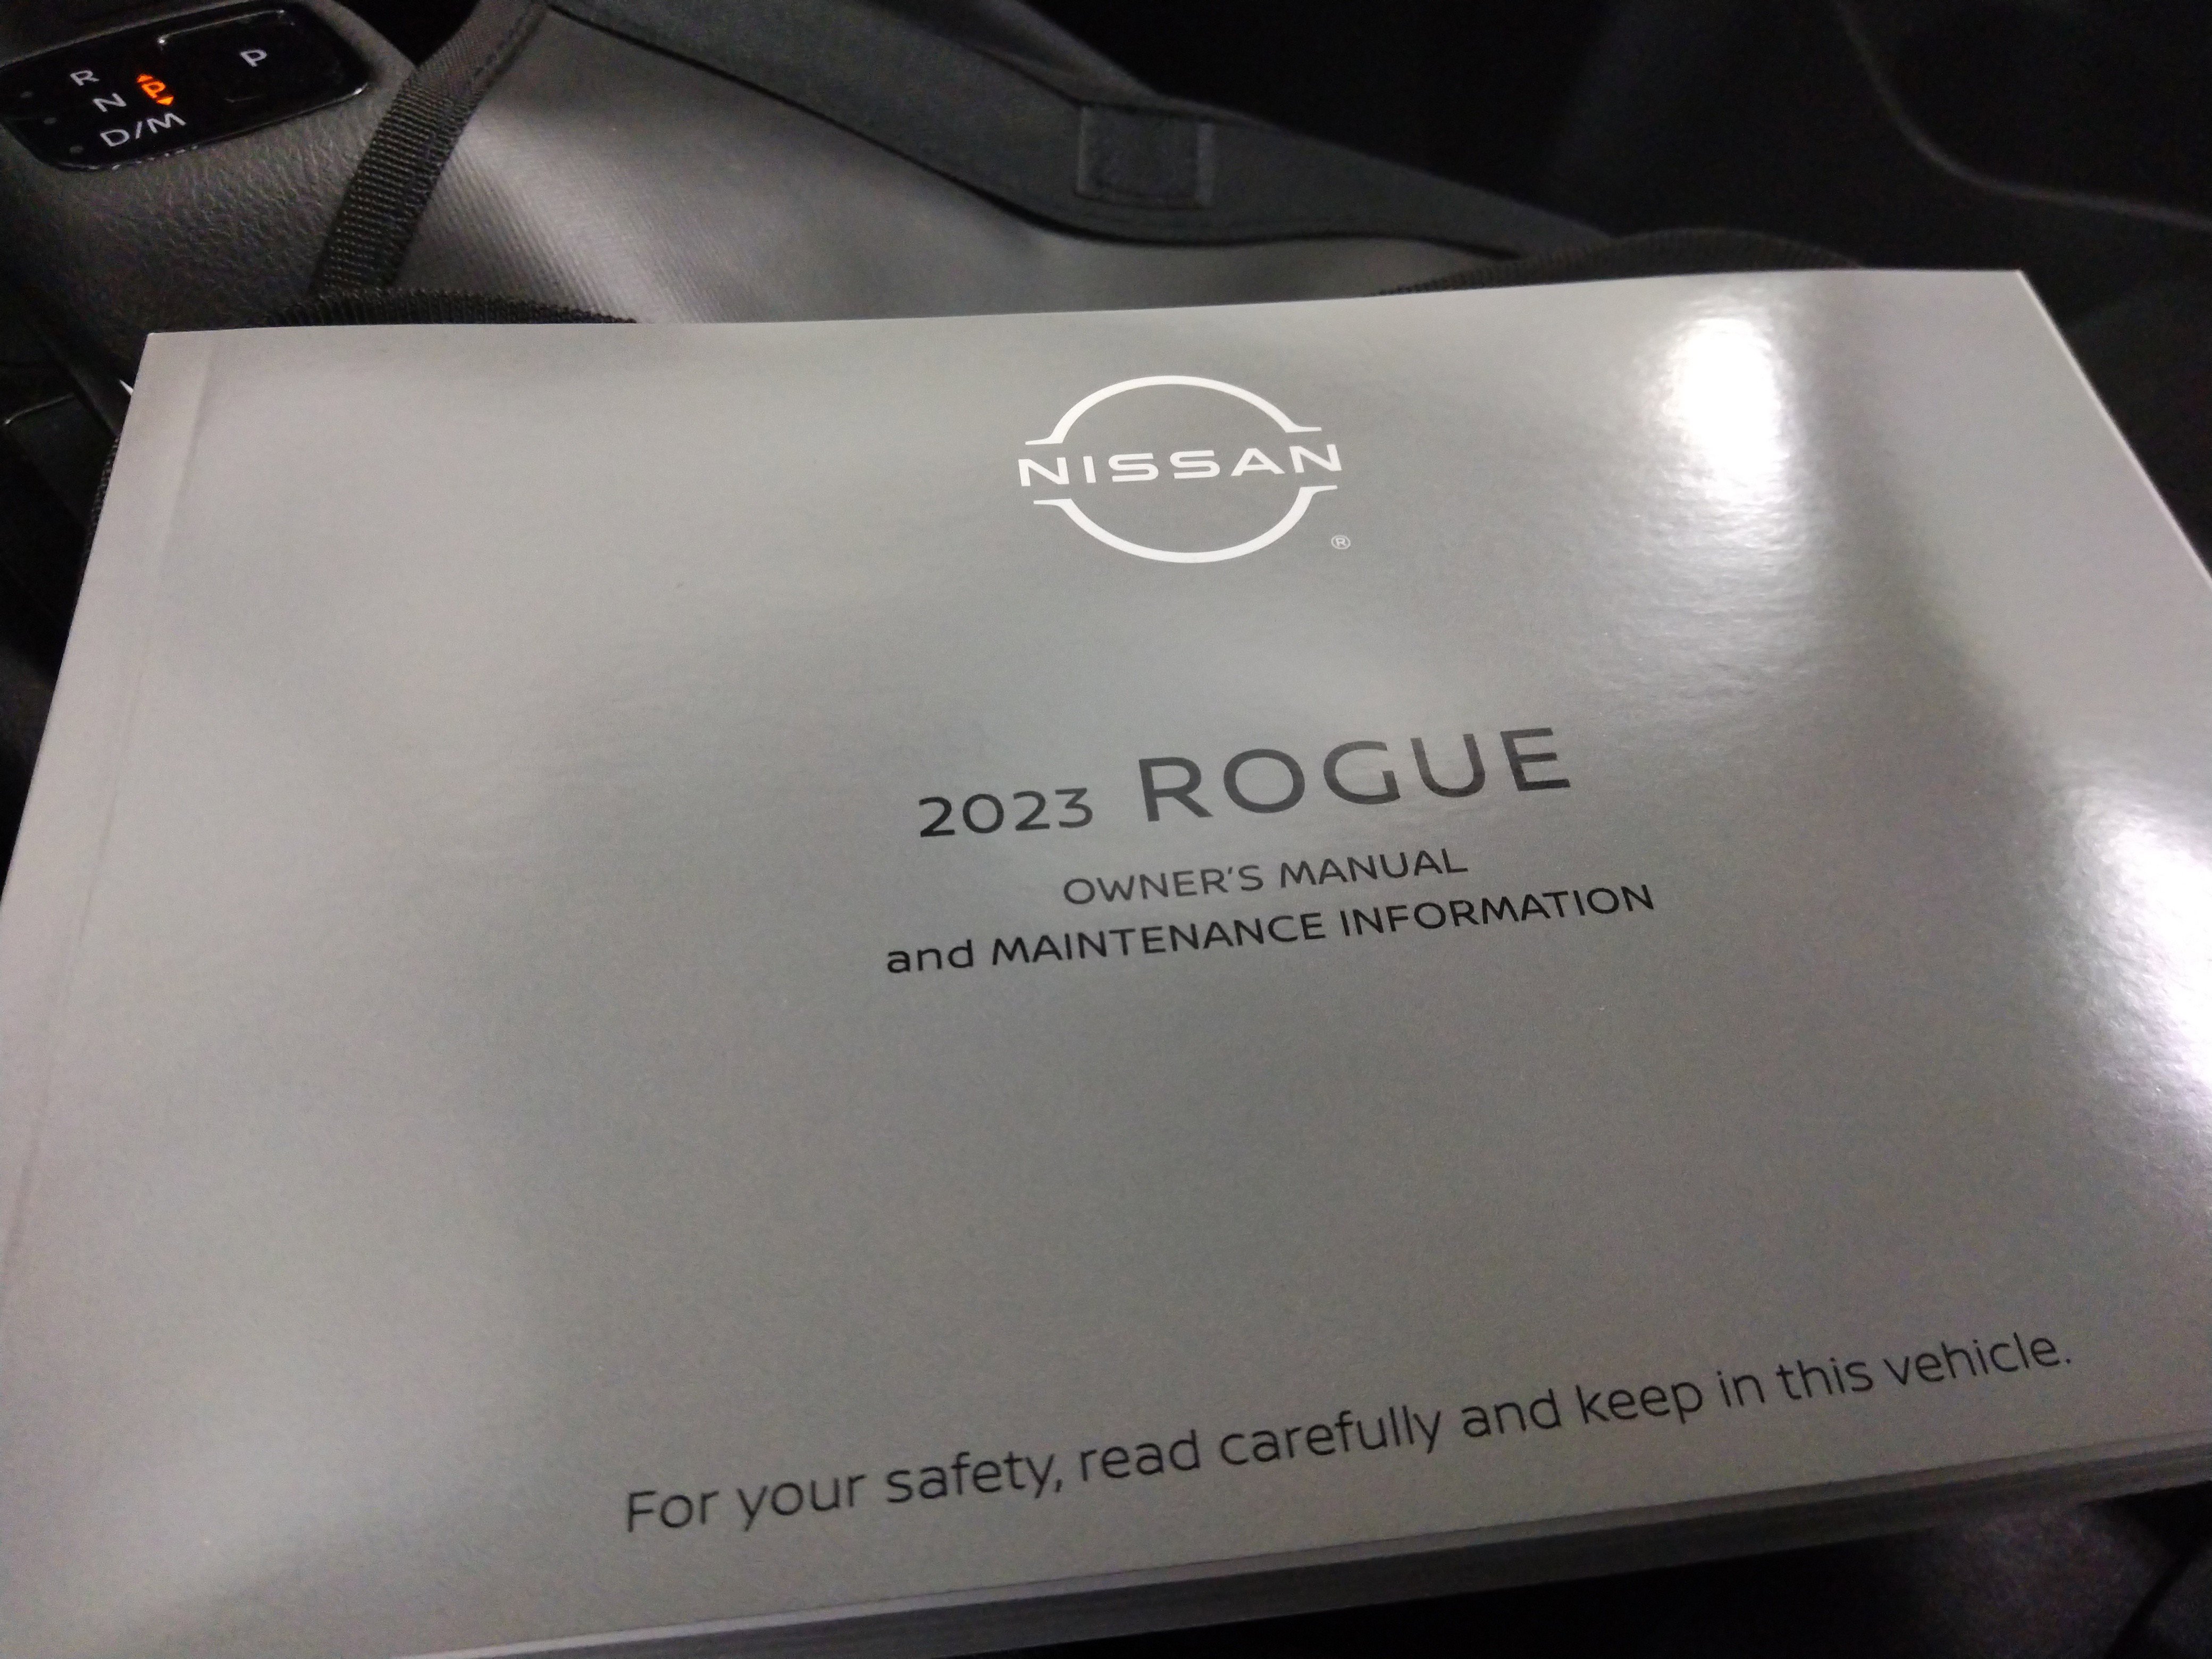 R
P
N
P
D/M
NISSAN
®
2023 ROGUE
OWNER'S MANUAL
and MAINTENANCE INFORMATION
For your safety, read carefully and keep in this vehicle.